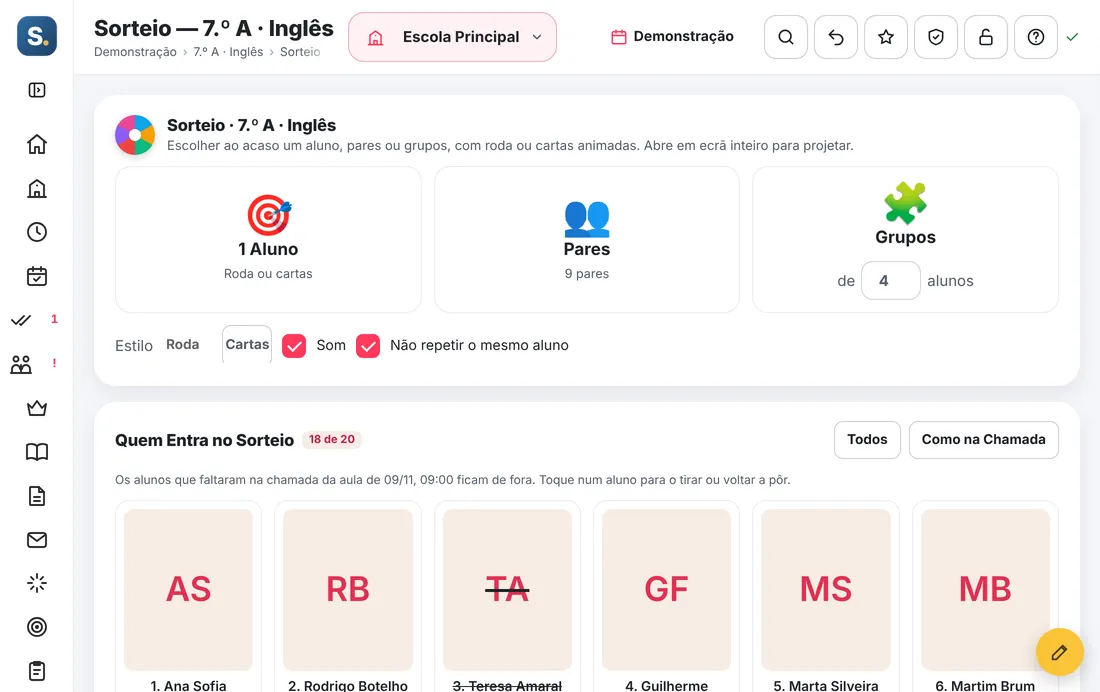 S.
Sorteio — 7.º A · Inglês
Demonstração › 7.º A · Inglês › Sorteio
Escola Principal
Demonstração
1
!
Sorteio · 7.º A · Inglês
Escolher ao acaso um aluno, pares ou grupos, com roda ou cartas animadas. Abre em ecrã inteiro para projetar.
1 Aluno
Roda ou cartas
Pares
9 pares
Grupos
de 4 alunos
Estilo Roda Cartas Som Não repetir o mesmo aluno
Quem Entra no Sorteio 18 de 20
Todos Como na Chamada
Os alunos que faltaram na chamada da aula de 09/11, 09:00 ficam de fora. Toque num aluno para o tirar ou voltar a pôr.
AS RB TA GF MS MB
1. Ana Sofia 2. Rodrigo Botelho 3. Teresa Amaral 4. Guilherme 5. Marta Silveira 6. Martim Brum